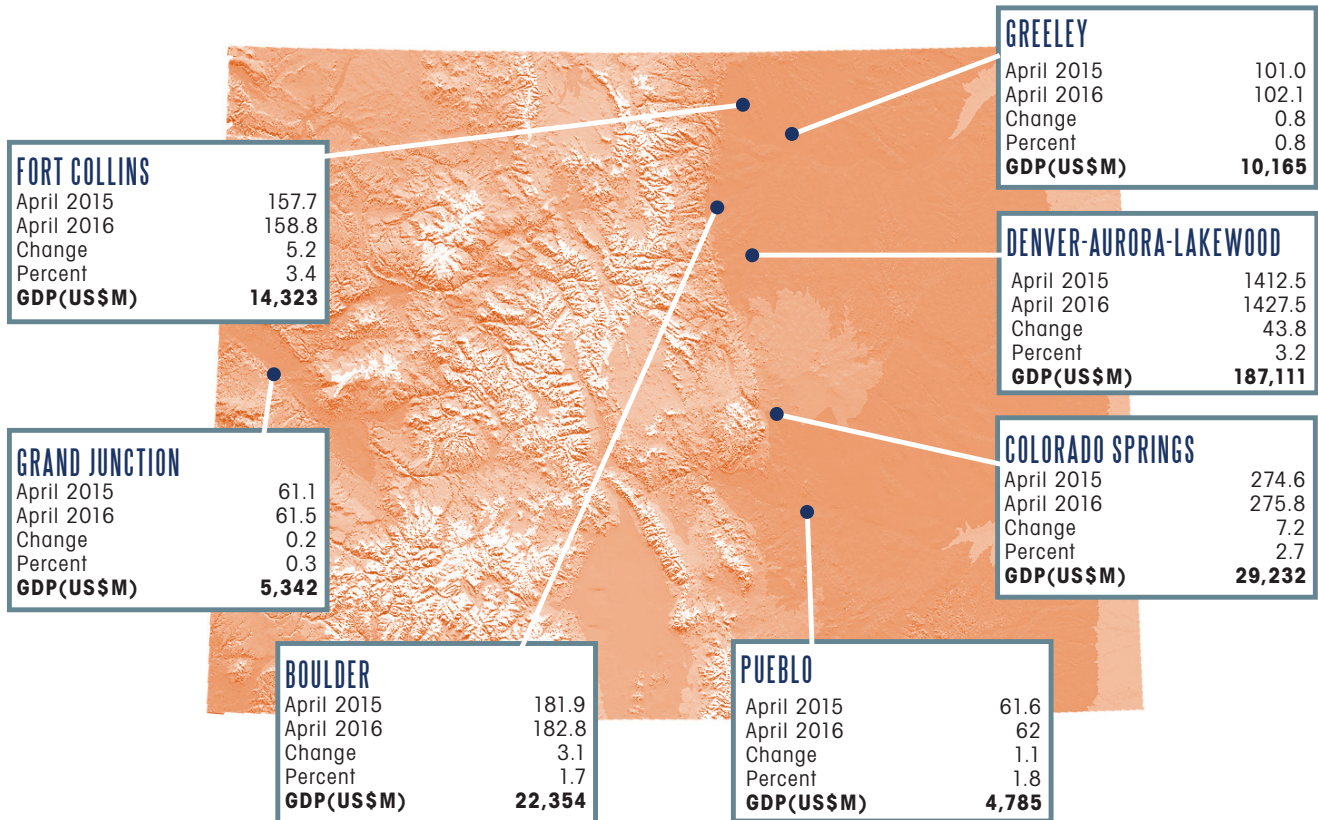 GREELEY
April 2015 101.0
April 2016 102.1
Change 0.8
Percent 0.8
GDP(US$M) 10,165
FORT COLLINS
April 2015 157.7
April 2016 158.8
Change 5.2
Percent 3.4
GDP(US$M) 14,323
DENVER-AURORA-LAKEWOOD
April 2015 1412.5
April 2016 1427.5
Change 43.8
Percent 3.2
GDP(US$M) 187,111
GRAND JUNCTION
April 2015 61.1
April 2016 61.5
Change 0.2
Percent 0.3
GDP(US$M) 5,342
COLORADO SPRINGS
April 2015 274.6
April 2016 275.8
Change 7.2
Percent 2.7
GDP(US$M) 29,232
BOULDER
April 2015 181.9
April 2016 182.8
Change 3.1
Percent 1.7
GDP(US$M) 22,354
PUEBLO
April 2015 61.6
April 2016 62
Change 1.1
Percent 1.8
GDP(US$M) 4,785